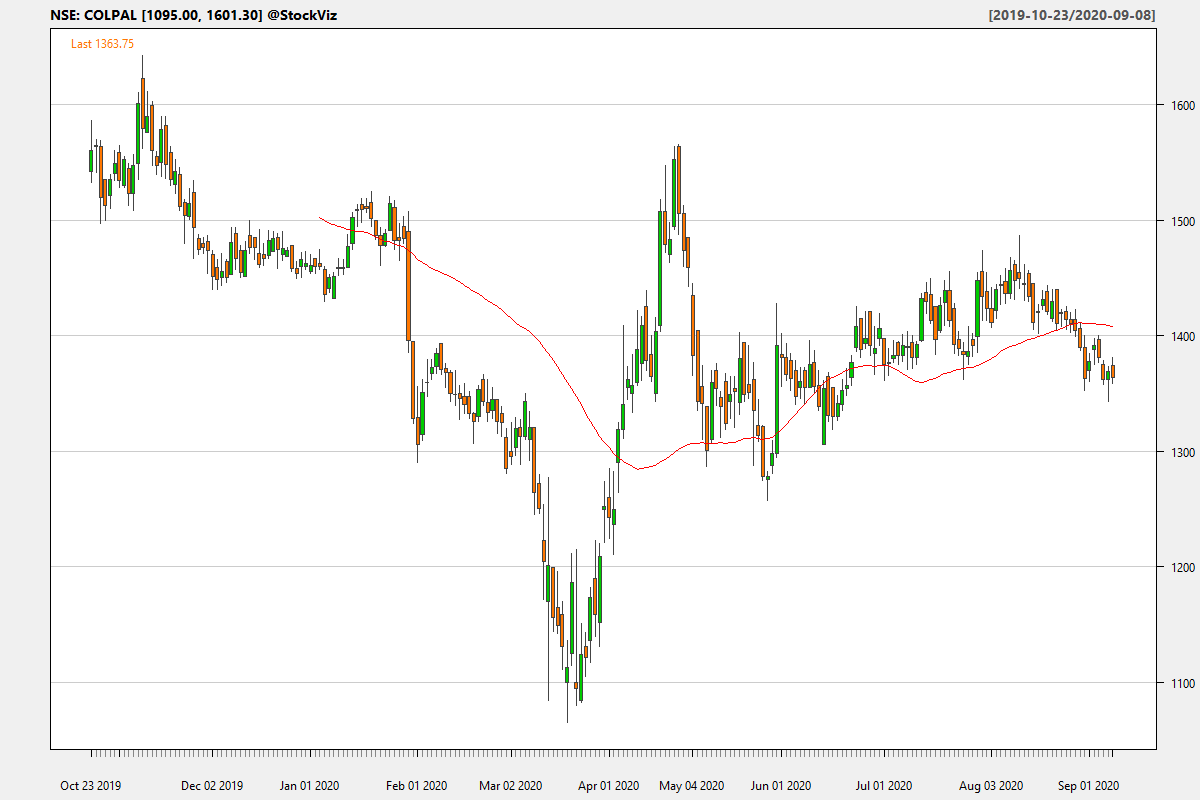 NSE: COLPAL [1095.00, 1601.30] @StockViz [2019-10-23/2020-09-08]
Last 1363.75
1600
1500
1400
1300
1200
1100
Oct 23 2019 Dec 02 2019 Jan 01 2020 Feb 01 2020 Mar 02 2020 Apr 01 2020 May 04 2020 Jun 01 2020 Jul 01 2020 Aug 03 2020 Sep 01 2020